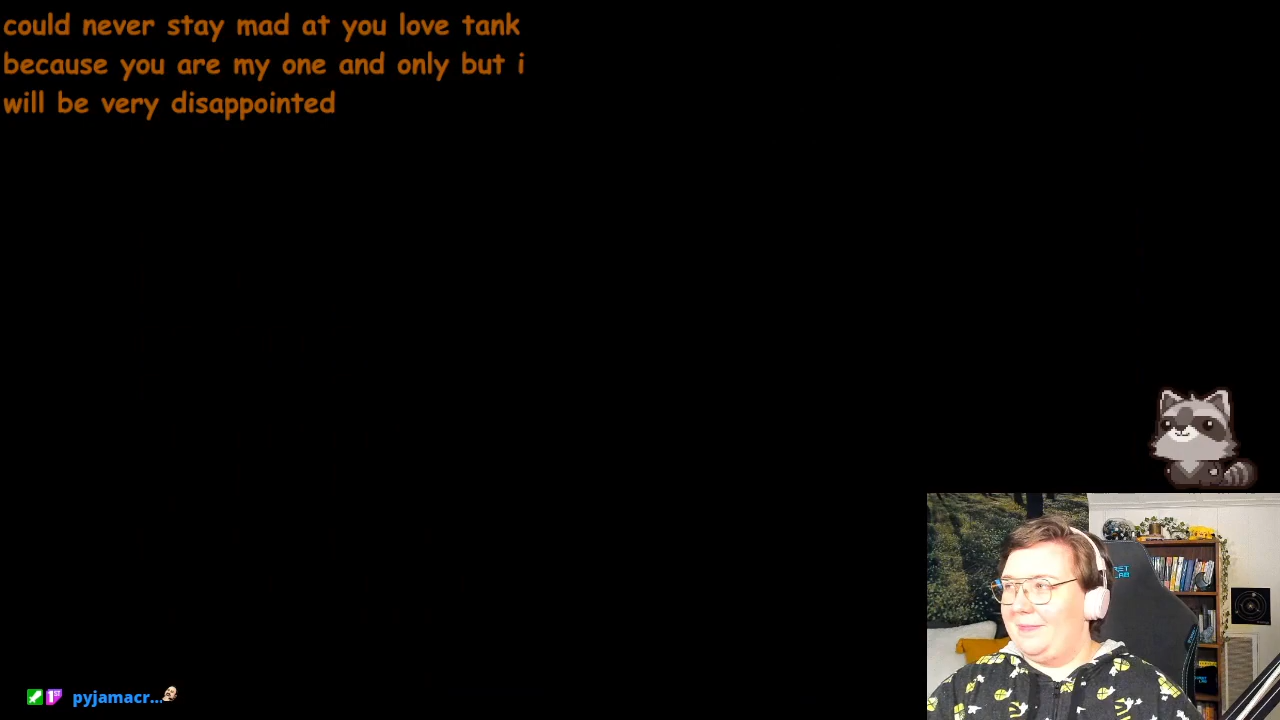 could never stay mad at you love tank
because you are my one and only but i
will be very disappointed
1ST
pyjamacr...